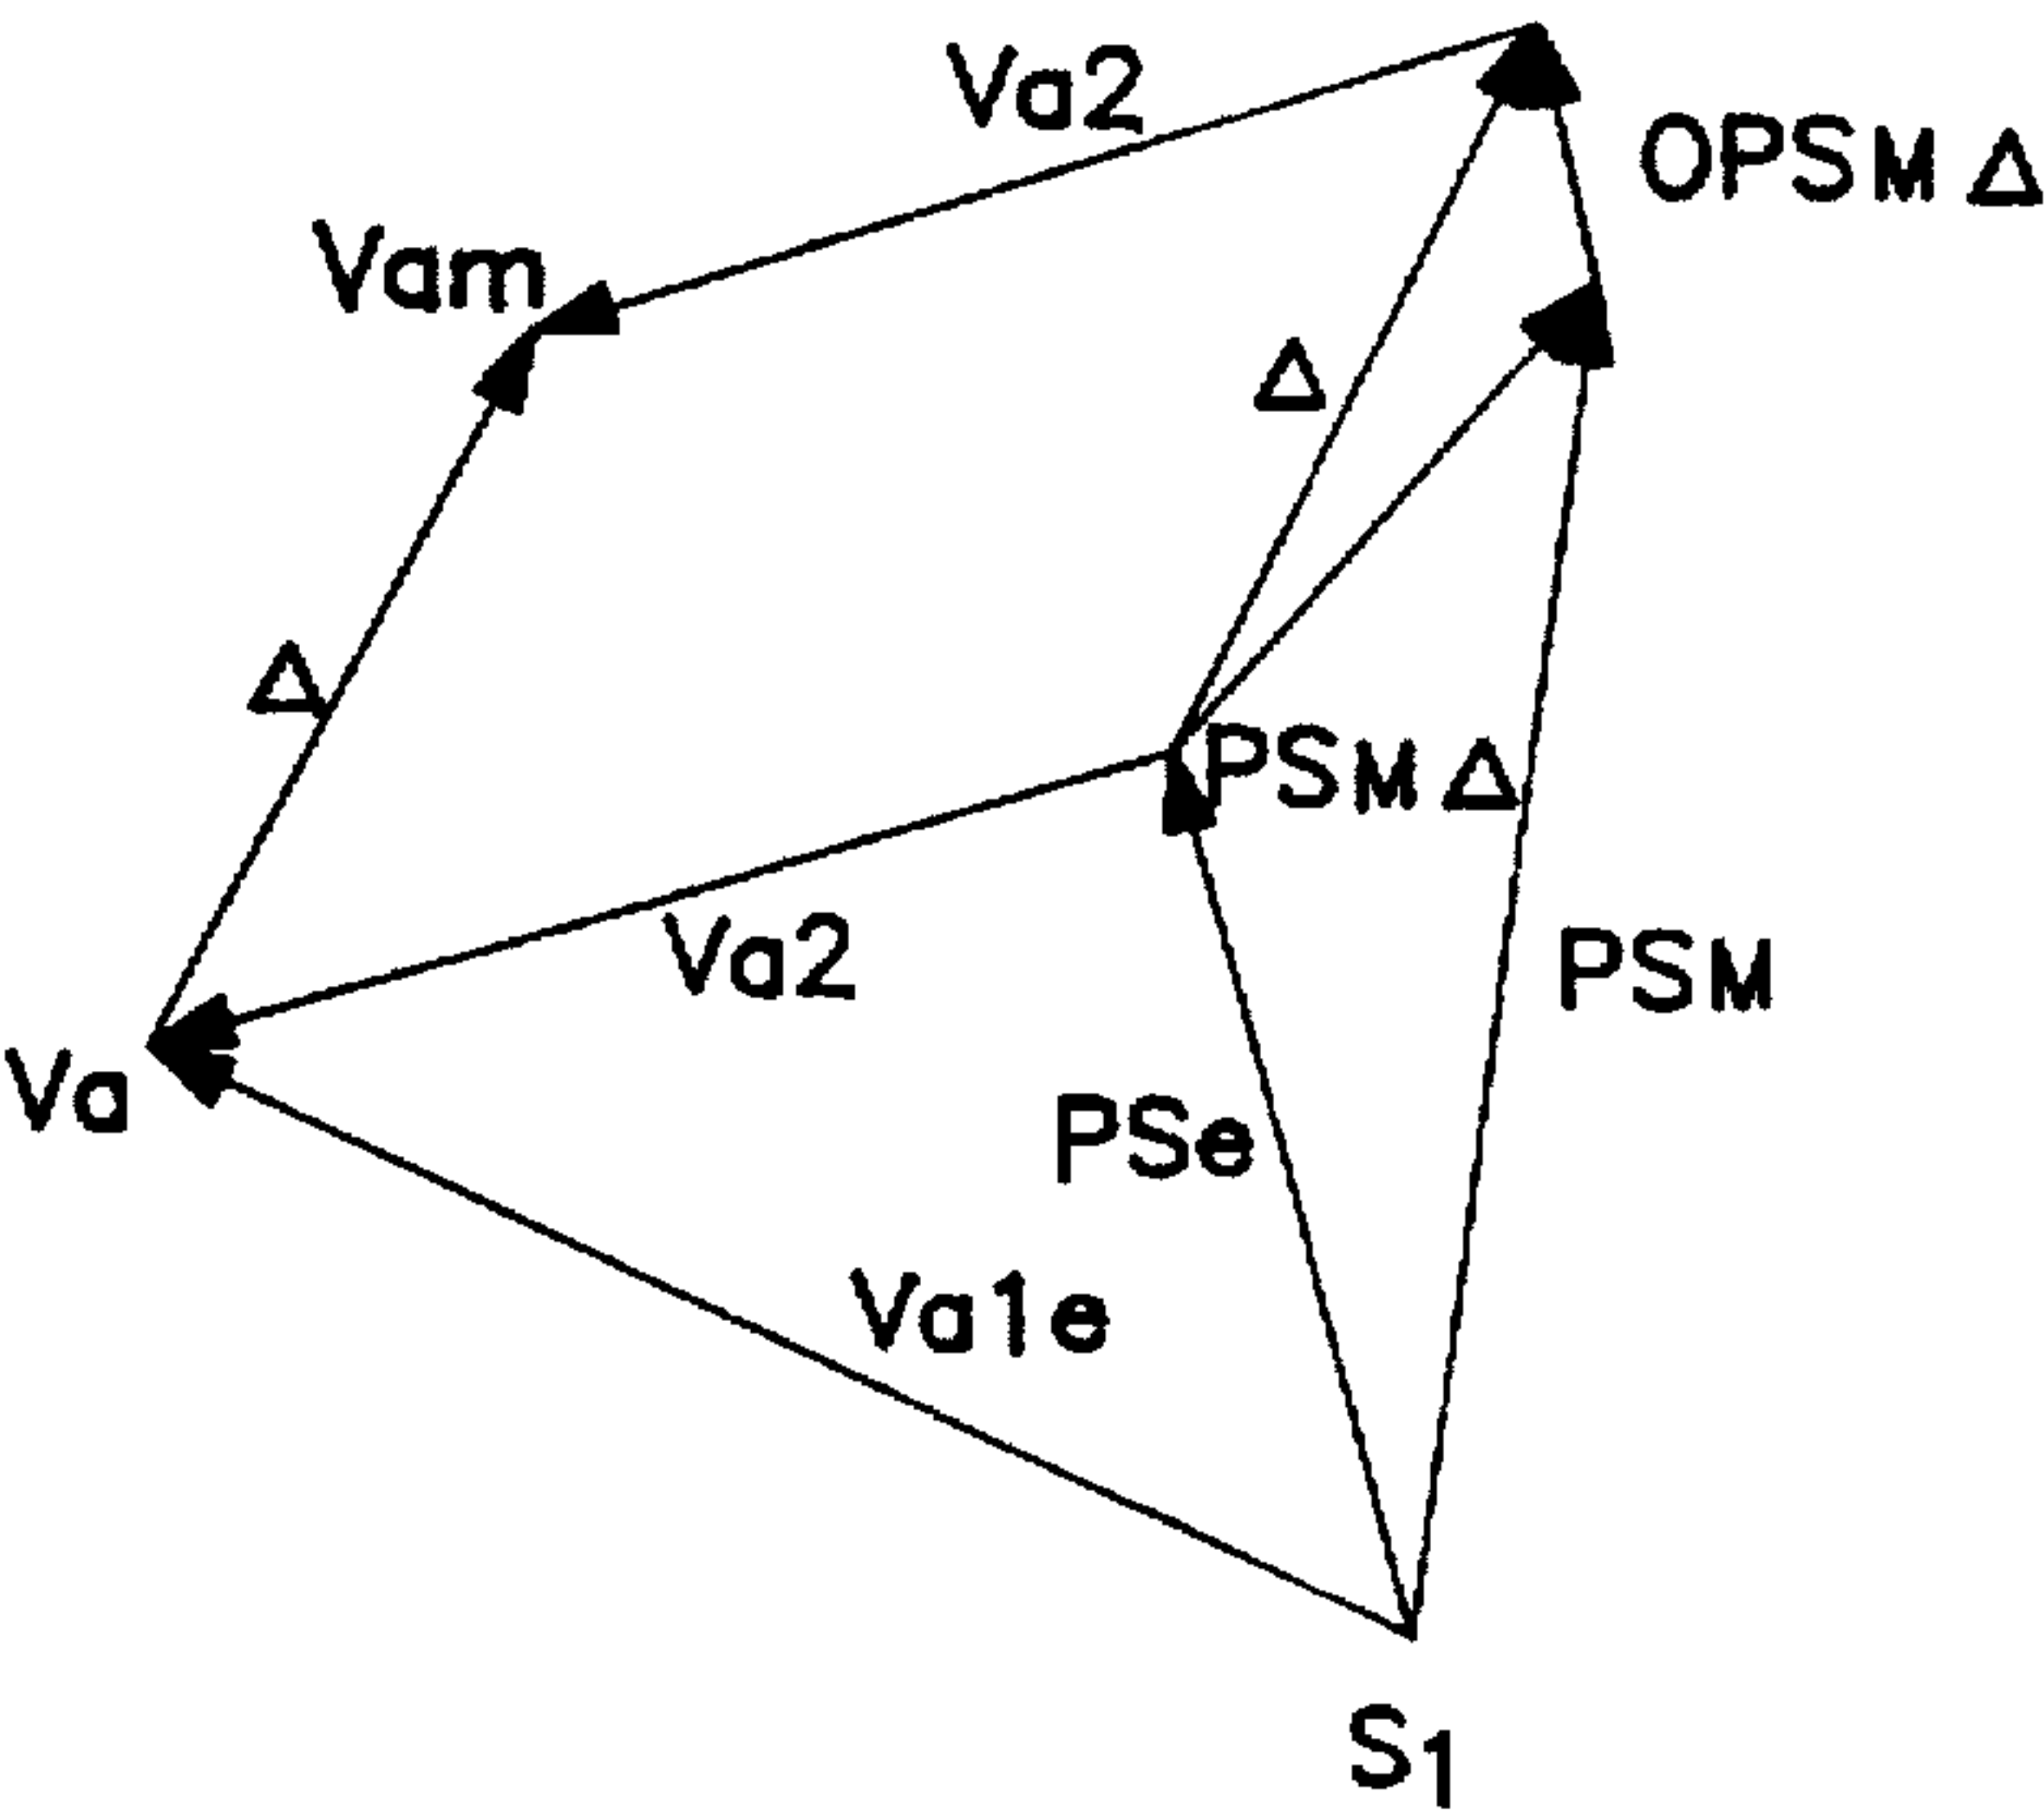 Va2
OPSM Δ
Vam
Δ
Δ
PSM Δ
Va2
PSM
Va
PSe
Va1e
S1